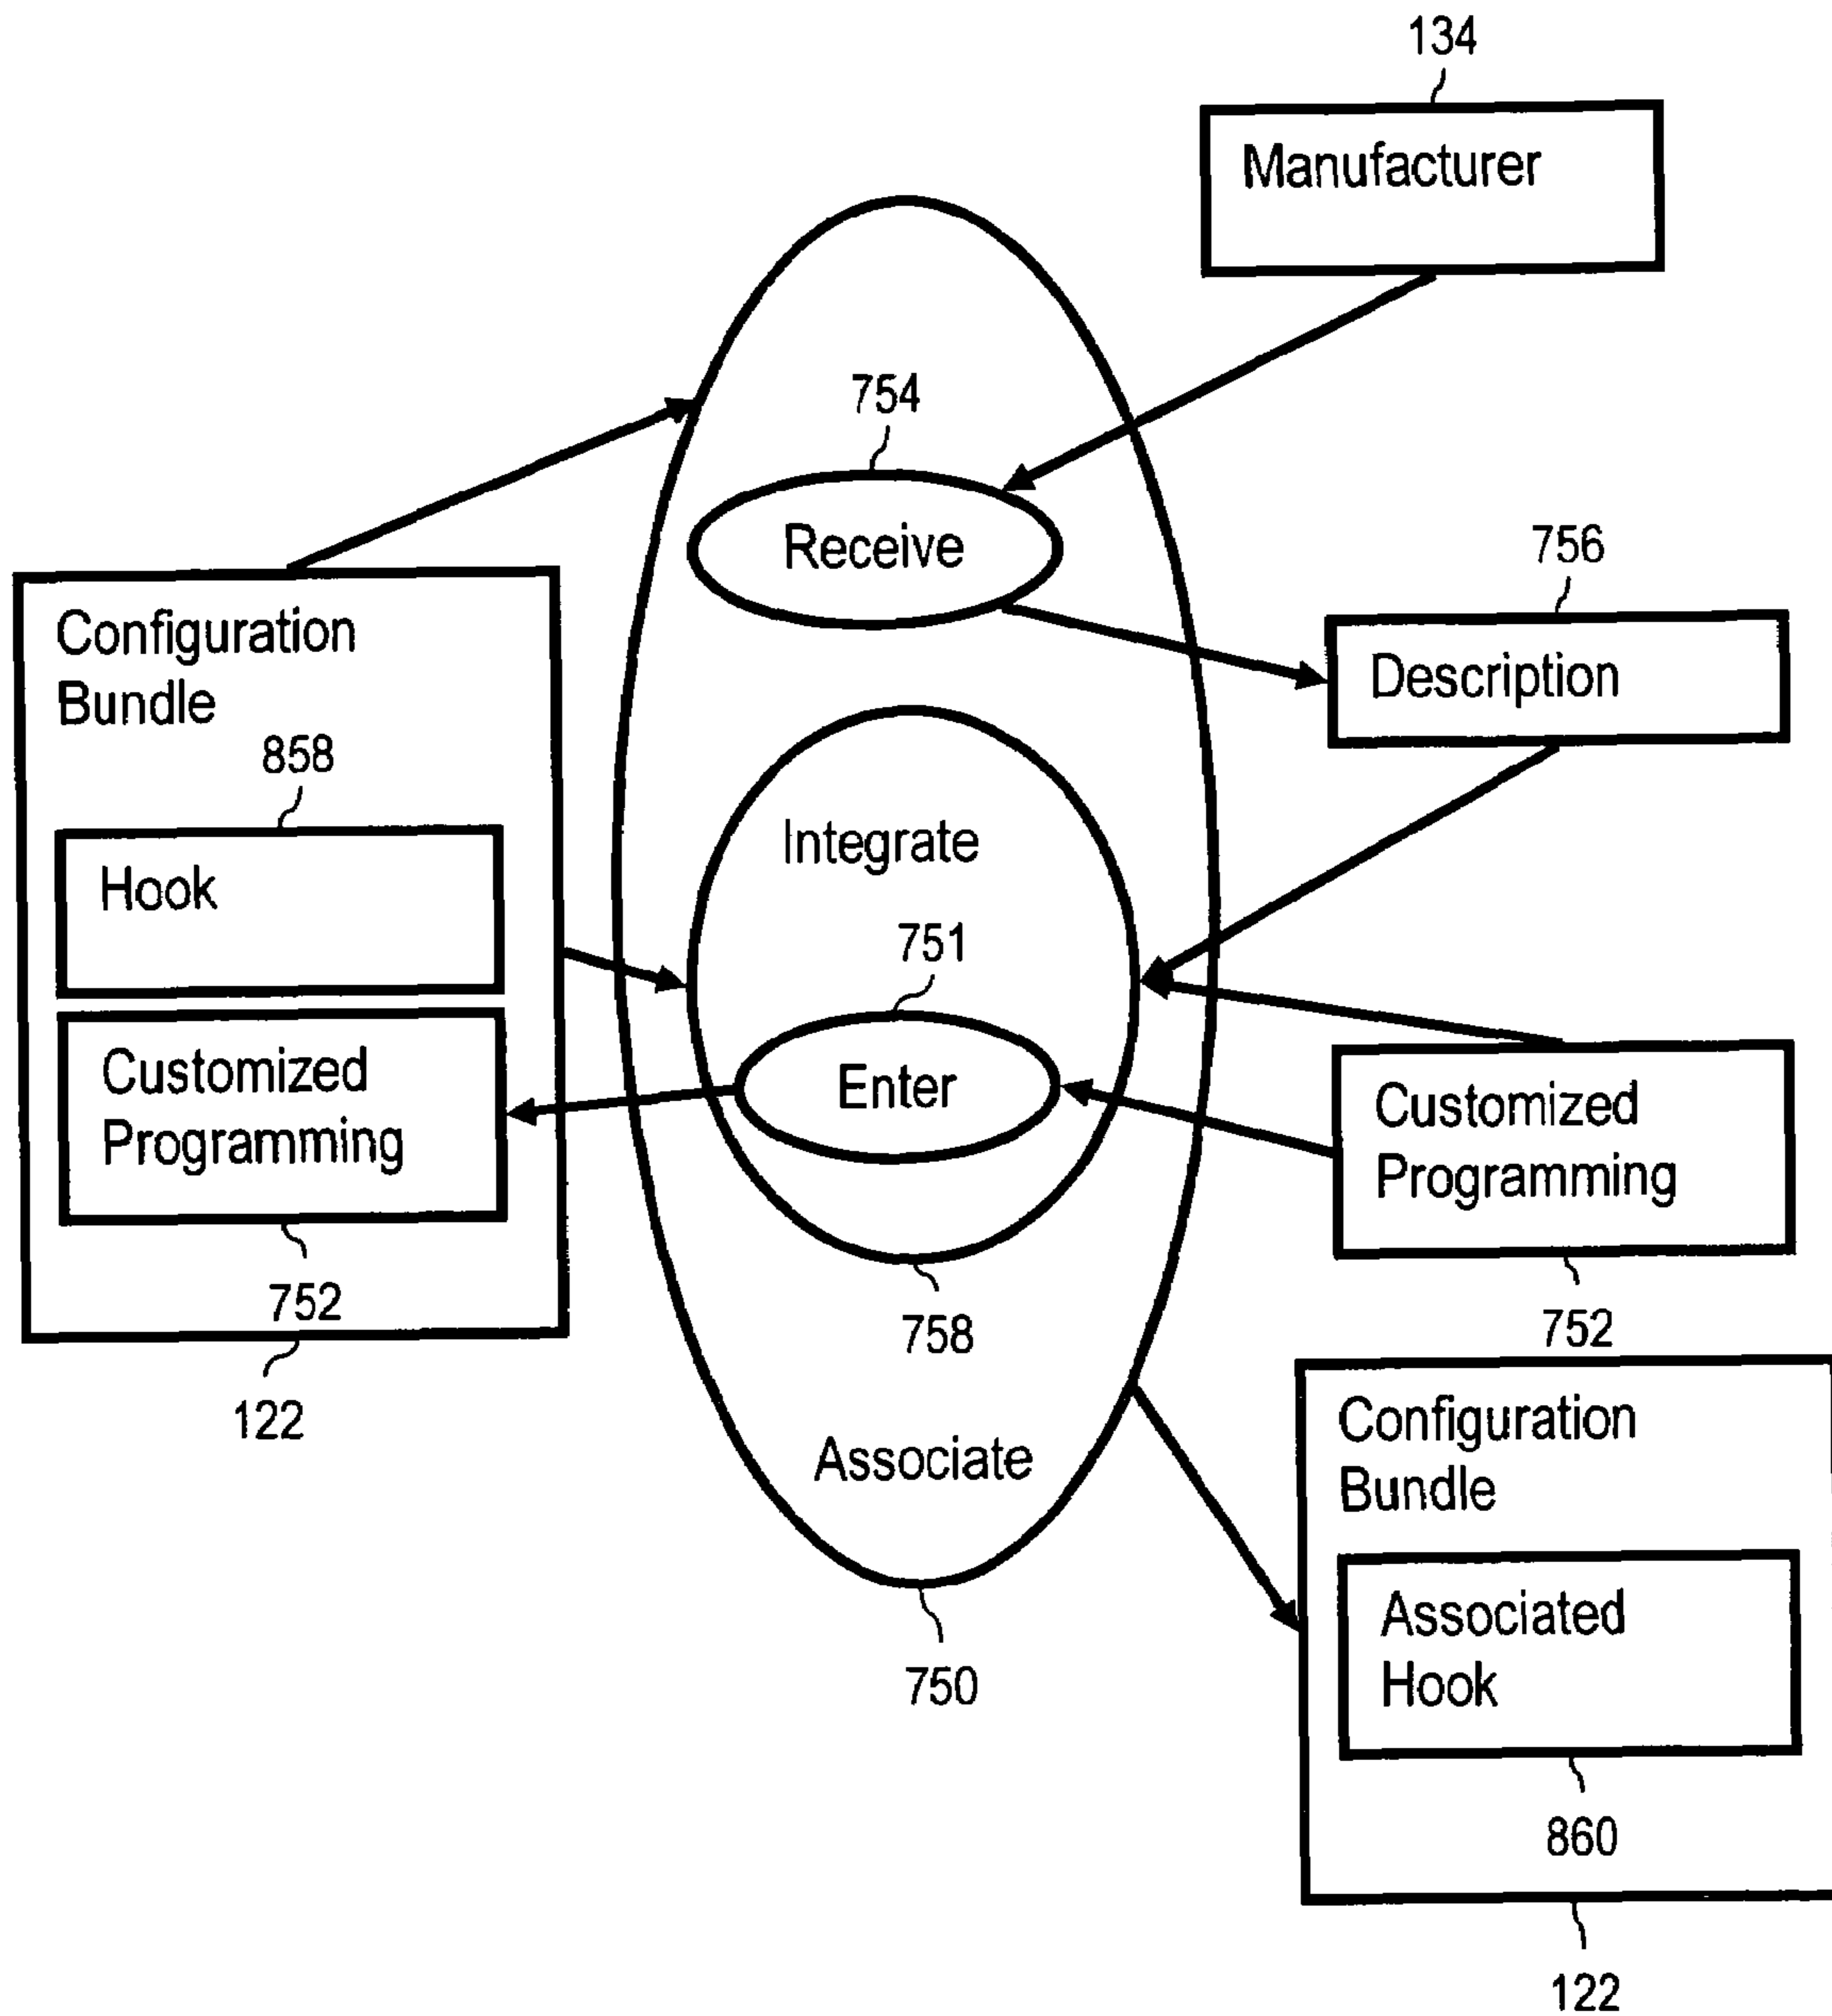 134
Manufacturer
754
Receive
756
Description
Configuration
Bundle
858
Hook
Customized
Programming
752
122
Integrate
751
Enter
758
Customized
Programming
752
Associate
750
Configuration
Bundle
Associated
Hook
860
122